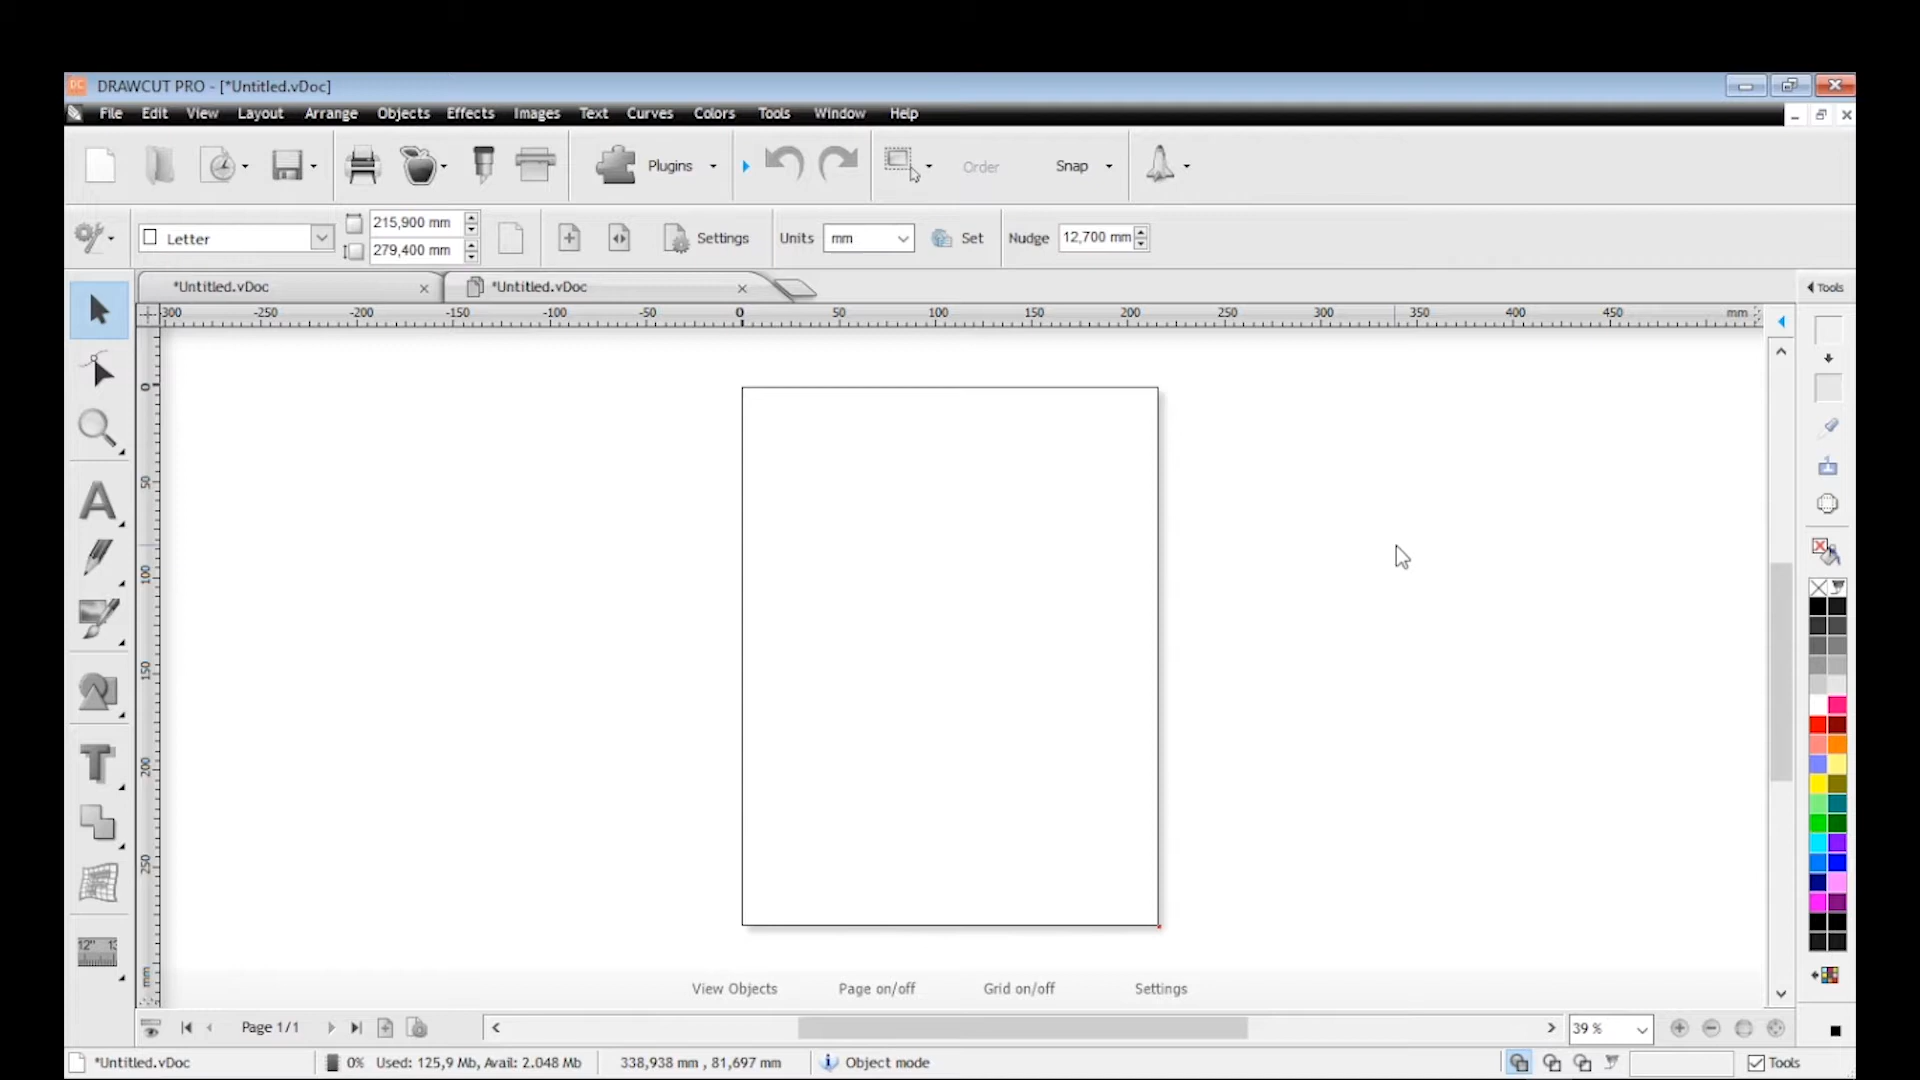 DRAWCUT PRO - [*Untitled.vDoc]
File Edit View Layout Arrange Objects Effects Images Text Curves Colors Tools Window Help
Plugins Order Snap
Letter 215,900 mm 279,400 mm Settings Units mm Set Nudge 12,700 mm
*Untitled.vDoc *Untitled.vDoc Tools
300 -250 -200 -150 -100 -50 0 50 100 150 200 250 300 350 400 450 mm
0
50
100
150
200
250
mm
View Objects Page on/off Grid on/off Settings
Page 1/1 39 %
*Untitled.vDoc 0% Used: 125,9 Mb, Avail: 2.048 Mb 338,938 mm , 81,697 mm Object mode Tools